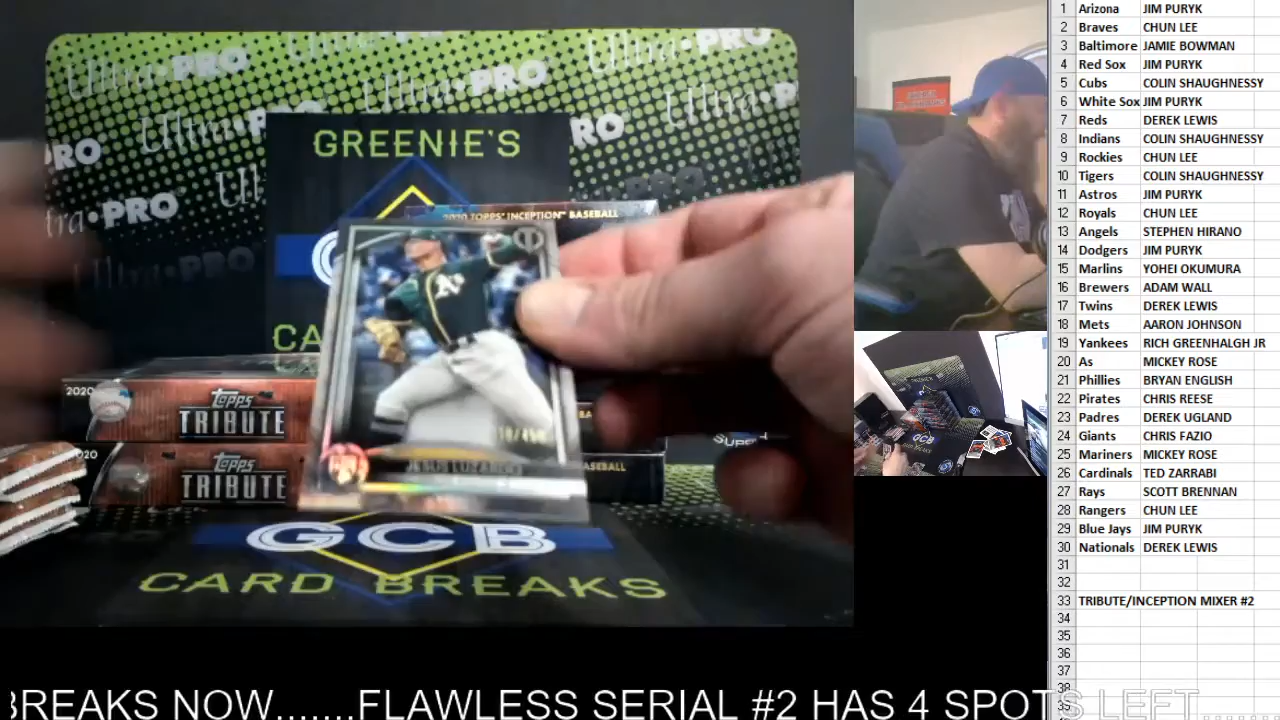 Ultra•PRO
GREENIE'S
2020 TOPPS INCEPTION BASEBALL
A's
JESUS LUZARDO
2020
Topps
TRIBUTE
Topps
TRIBUTE
BASEBALL
GCB
CARD BREAKS
1 Arizona JIM PURYK
2 Braves CHUN LEE
3 Baltimore JAMIE BOWMAN
4 Red Sox JIM PURYK
5 Cubs COLIN SHAUGHNESSY
6 White Sox JIM PURYK
7 Reds DEREK LEWIS
8 Indians COLIN SHAUGHNESSY
9 Rockies CHUN LEE
10 Tigers COLIN SHAUGHNESSY
11 Astros JIM PURYK
12 Royals CHUN LEE
13 Angels STEPHEN HIRANO
14 Dodgers JIM PURYK
15 Marlins YOHEI OKUMURA
16 Brewers ADAM WALL
17 Twins DEREK LEWIS
18 Mets AARON JOHNSON
19 Yankees RICH GREENHALGH JR
20 As MICKEY ROSE
21 Phillies BRYAN ENGLISH
22 Pirates CHRIS REESE
23 Padres DEREK UGLAND
24 Giants CHRIS FAZIO
25 Mariners MICKEY ROSE
26 Cardinals TED ZARRABI
27 Rays SCOTT BRENNAN
28 Rangers CHUN LEE
29 Blue Jays JIM PURYK
30 Nationals DEREK LEWIS
31
32
33 TRIBUTE/INCEPTION MIXER #2
34
35
36
37
38
BREAKS NOW.......FLAWLESS SERIAL #2 HAS 4 SPOTS LEFT